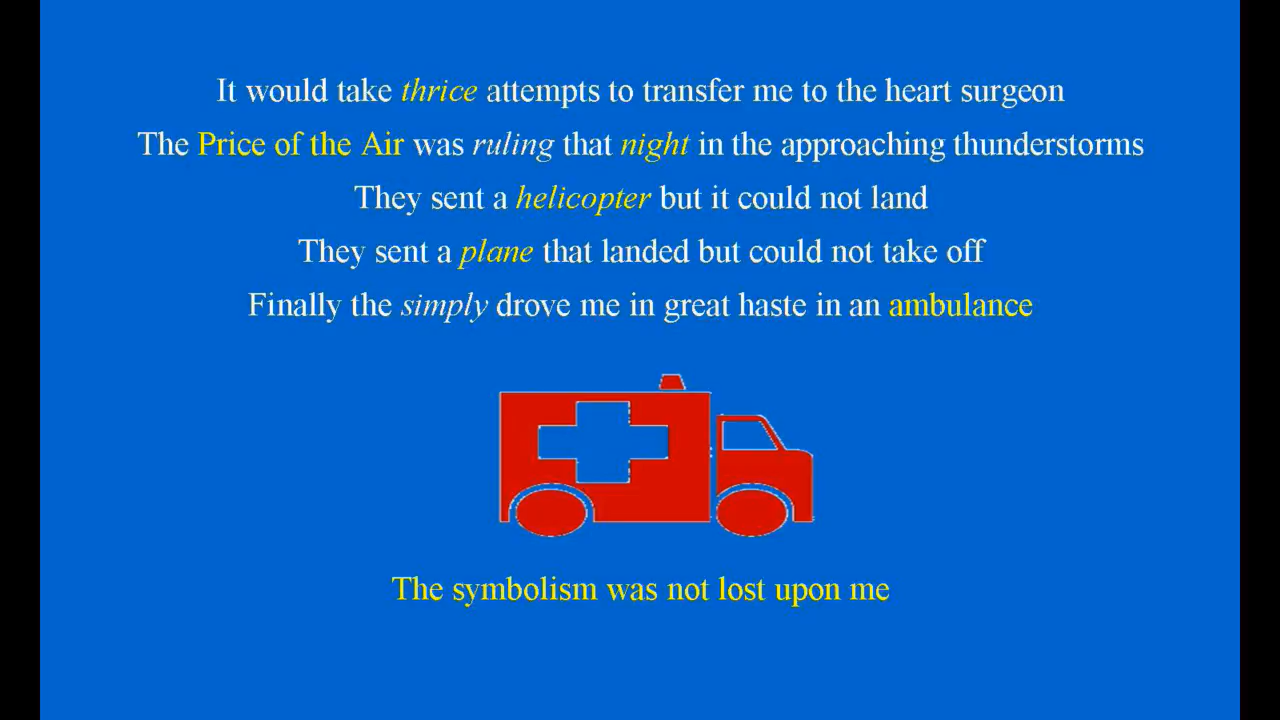 It would take thrice attempts to transfer me to the heart surgeon
The Price of the Air was ruling that night in the approaching thunderstorms
They sent a helicopter but it could not land
They sent a plane that landed but could not take off
Finally the simply drove me in great haste in an ambulance
The symbolism was not lost upon me